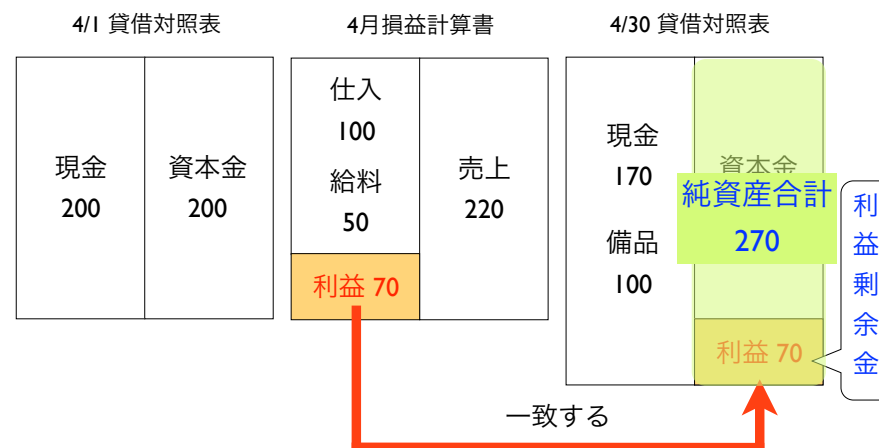 4/1 貸借対照表
4月損益計算書
4/30 貸借対照表
現金
200
資本金
200
仕入
100
給料
50
利益 70
売上
220
現金
170
備品
100
資本金
純資産合計
270
利益 70
利益剰余金
一致する